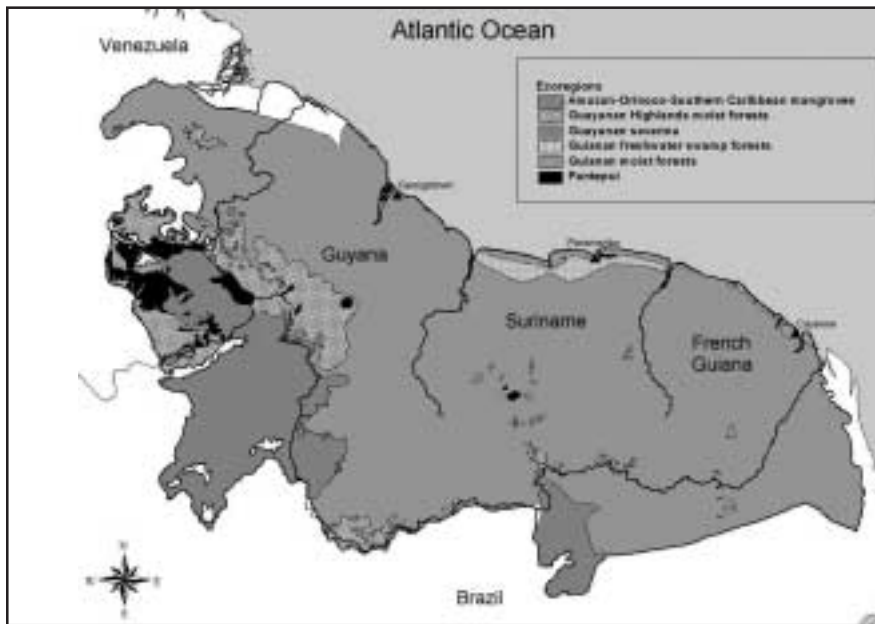 Atlantic Ocean
Venezuela
Ecoregions
Amazon-Orinoco-Southern Caribbean mangroves
Guayanan Highlands moist forests
Guayanan savanna
Guianan freshwater swamp forests
Guianan moist forests
Pantepui
Georgetown
Guyana
Paramaribo
Suriname
Cayenne
French
Guiana
N
E
Brazil